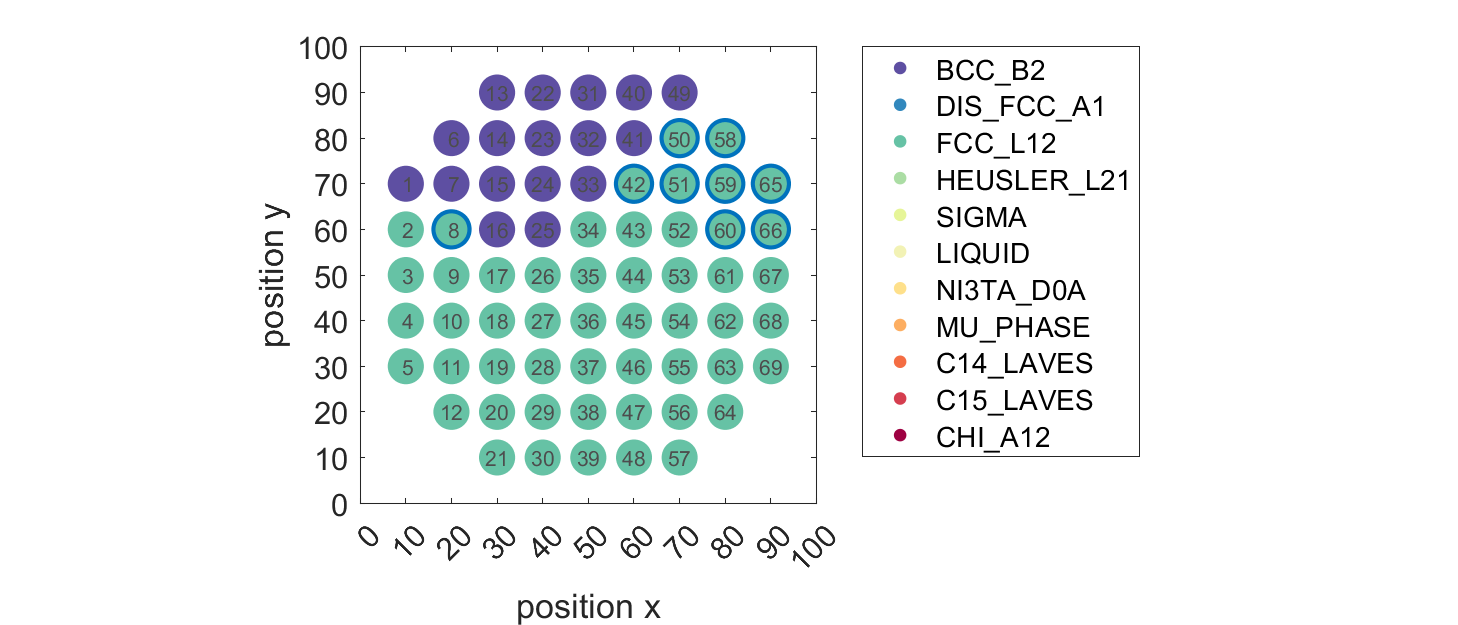 100
90
80
70
60
50
40
30
20
10
0
position y
13 22 31 40 49
6 14 23 32 41 50 58
1 7 15 24 33 42 51 59 65
2 8 16 25 34 43 52 60 66
3 9 17 26 35 44 53 61 67
4 10 18 27 36 45 54 62 68
5 11 19 28 37 46 55 63 69
12 20 29 38 47 56 64
21 30 39 48 57
0 10 20 30 40 50 60 70 80 90 100
position x
BCC_B2
DIS_FCC_A1
FCC_L12
HEUSLER_L21
SIGMA
LIQUID
NI3TA_D0A
MU_PHASE
C14_LAVES
C15_LAVES
CHI_A12